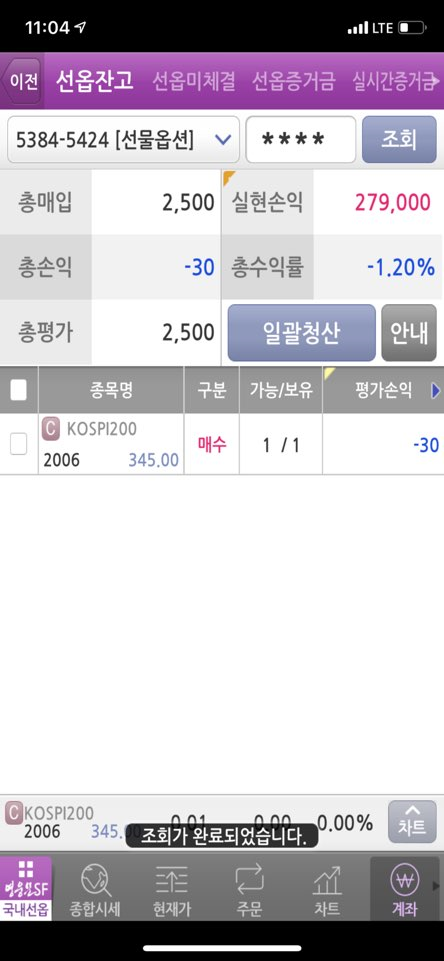 11:04 LTE
이전 선옵잔고 선옵미체결 선옵증거금 실시간증거금
5384-5424 [선물옵션] **** 조회
총매입 2,500 실현손익 279,000
총손익 -30 총수익률 -1.20%
총평가 2,500 일괄청산 안내
종목명 구분 가능/보유 평가손익
C KOSPI200 매수 1 / 1 -30
2006 345.00
C KOSPI200 0.01 0.00 0.00% 차트
2006
조회가 완료되었습니다.
영웅문SF
국내선옵 종합시세 현재가 주문 차트 계좌